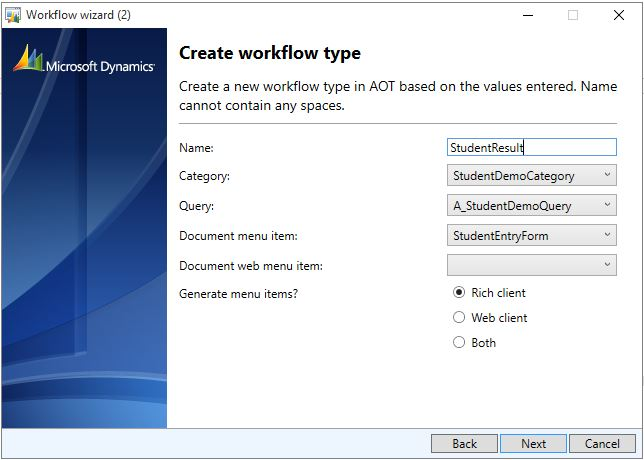 Workflow wizard (2)
Microsoft Dynamics
Create workflow type
Create a new workflow type in AOT based on the values entered. Name
cannot contain any spaces.
Name: StudentResult
Category: StudentDemoCategory
Query: A_StudentDemoQuery
Document menu item: StudentEntryForm
Document web menu item:
Generate menu items? Rich client
Web client
Both
Back Next Cancel